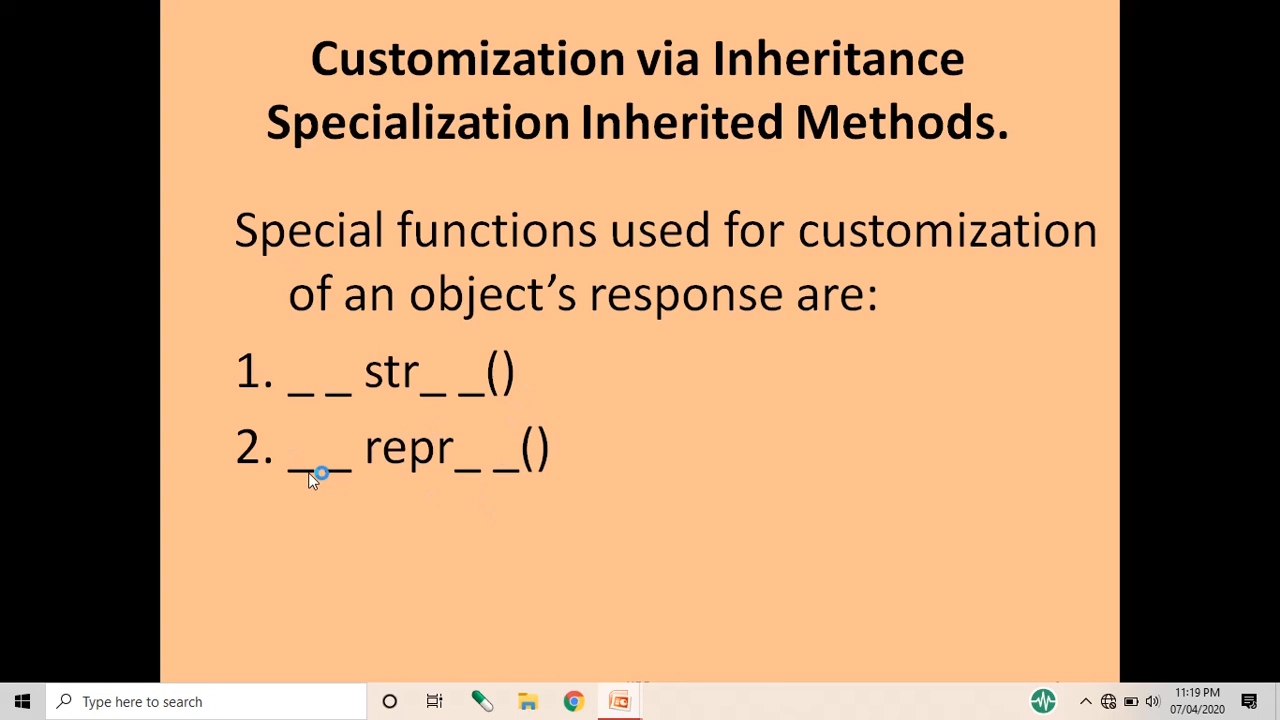 Customization via Inheritance
Specialization Inherited Methods.
Special functions used for customization
of an object’s response are:
1. _ _ str_ _()
2. _ _ repr_ _()
Type here to search
11:19 PM
07/04/2020